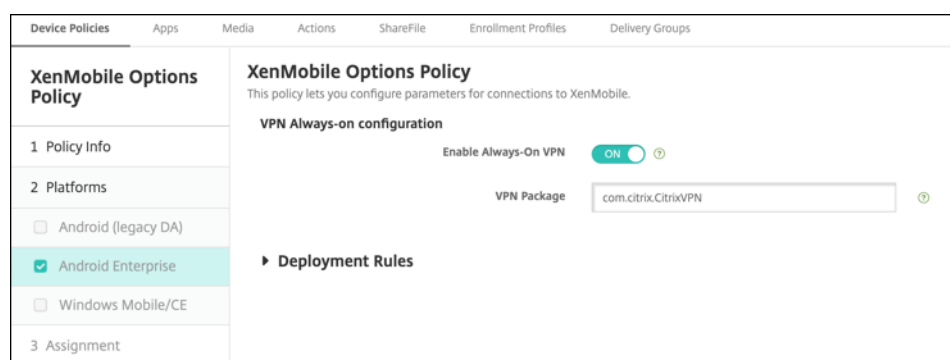 Device Policies Apps Media Actions ShareFile Enrollment Profiles Delivery Groups
XenMobile Options
Policy
1 Policy Info
2 Platforms
Android (legacy DA)
Android Enterprise
Windows Mobile/CE
3 Assignment
XenMobile Options Policy
This policy lets you configure parameters for connections to XenMobile.
VPN Always-on configuration
Enable Always-On VPN ON ?
VPN Package com.citrix.CitrixVPN ?
Deployment Rules